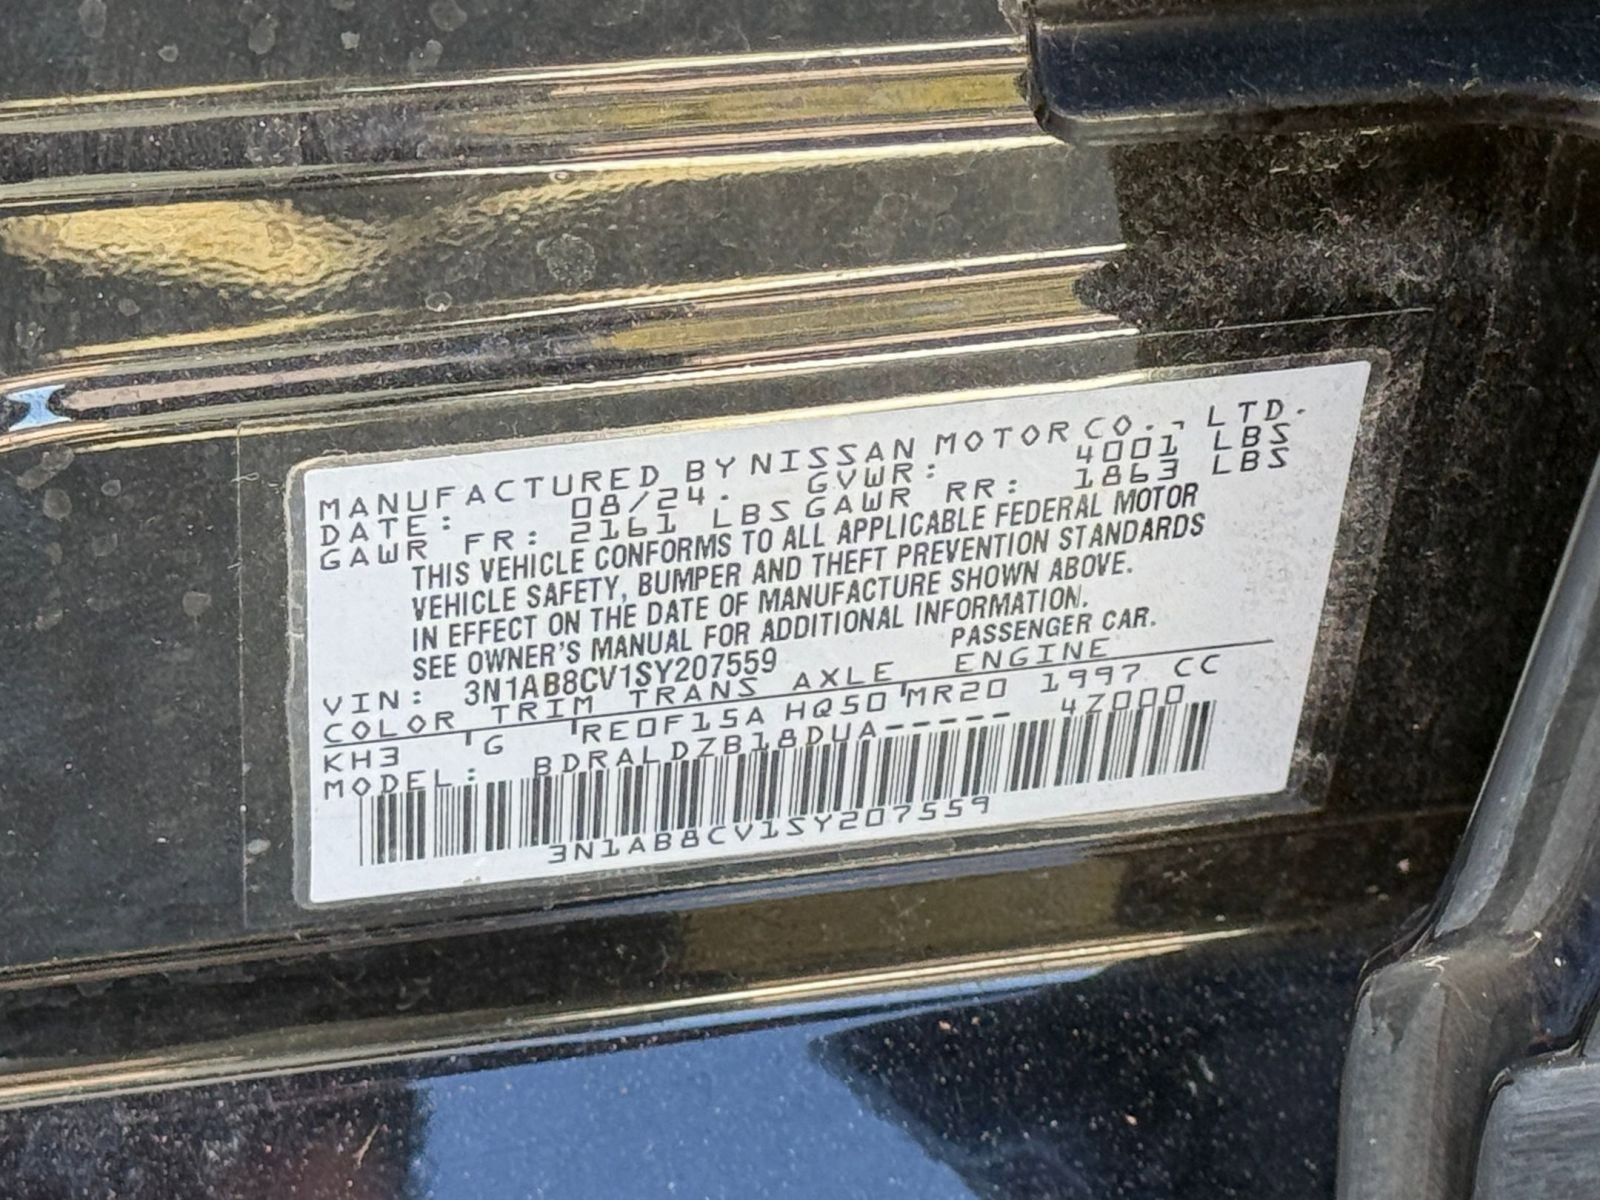 MANUFACTURED BY NISSAN MOTOR CO., LTD.
DATE: 08/24. GVWR: 4001 LBS
GAWR FR: 2161 LBS GAWR RR: 1863 LBS
THIS VEHICLE CONFORMS TO ALL APPLICABLE FEDERAL MOTOR
VEHICLE SAFETY, BUMPER AND THEFT PREVENTION STANDARDS
IN EFFECT ON THE DATE OF MANUFACTURE SHOWN ABOVE.
SEE OWNER'S MANUAL FOR ADDITIONAL INFORMATION.
VIN: 3N1AB8CV1SY207559 PASSENGER CAR.
COLOR TRIM TRANS AXLE ENGINE
KH3 G RE0F15A HQ50 MR20 1997 CC
MODEL: BDRALDZB18DUA----- 47000
3N1AB8CV1SY207559